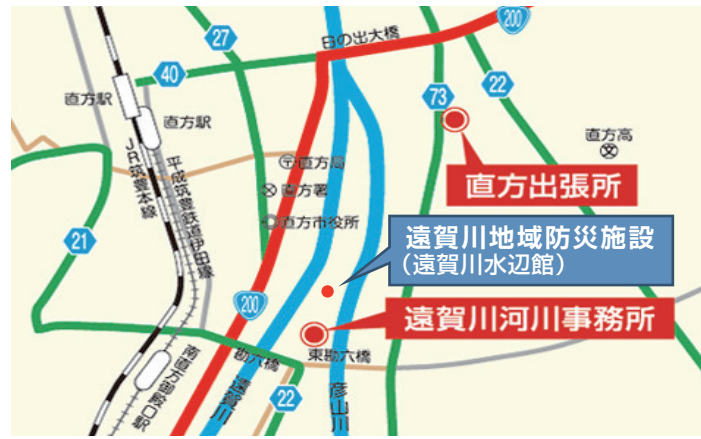 200
日の出大橋
27
40
73
22
直方駅
直方駅
直方高
直方局
直方出張所
JR筑豊本線
平成筑豊鉄道伊田線
直方署
直方市役所
21
遠賀川地域防災施設
(遠賀川水辺館)
200
遠賀川河川事務所
勘六橋
東勘六橋
南直方御殿口駅
遠賀川
22
彦山川